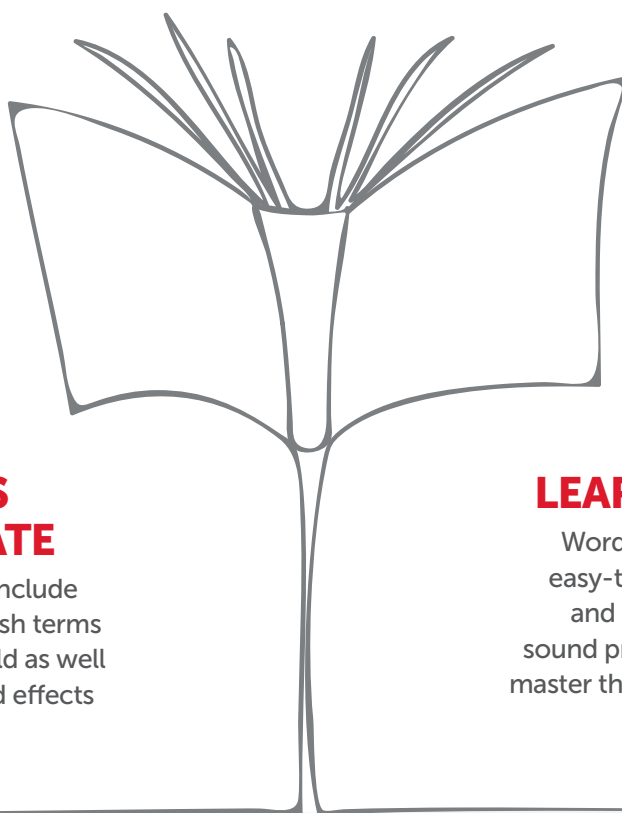 S
ATE
nclude
sh terms
ld as well
d effects
LEAR
Word
easy-t
and
sound pr
master th